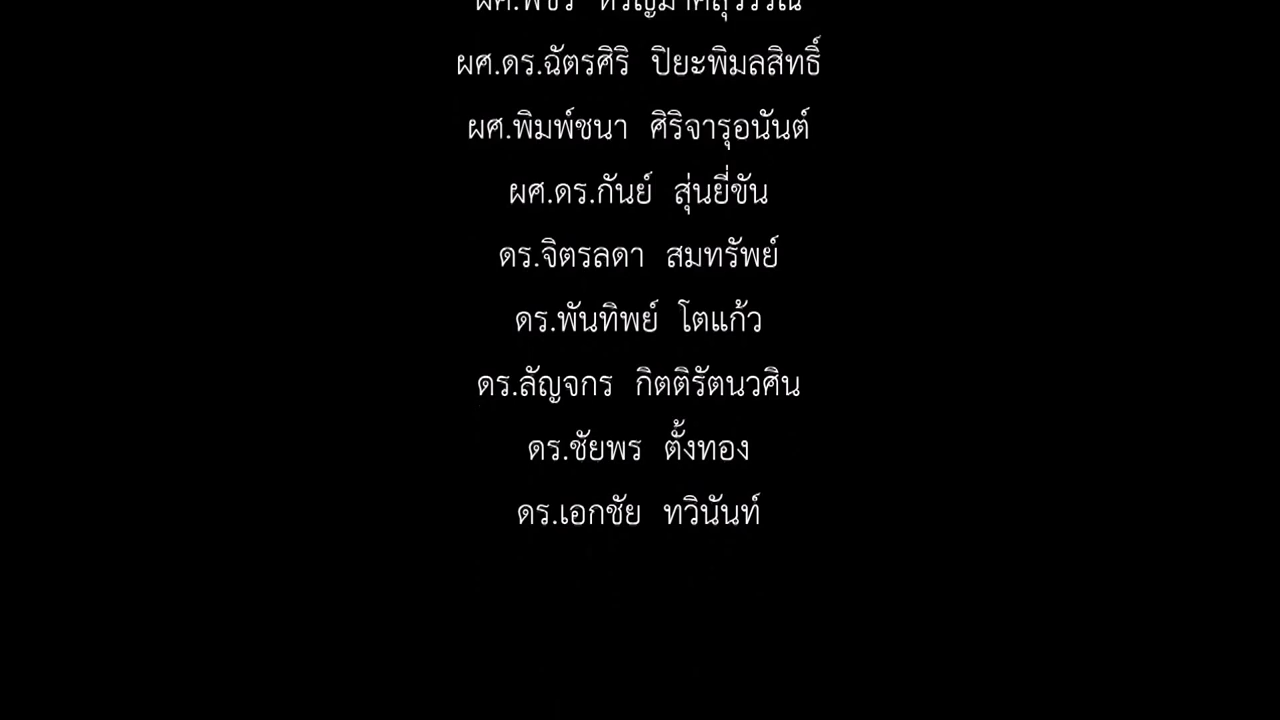 ผศ.ดร.ฉัตรศิริ ปิยะพิมลสิทธิ์
ผศ.พิมพ์ชนา ศิริจารุอนันต์
ผศ.ดร.กันย์ สุ่นยี่ขัน
ดร.จิตรลดา สมทรัพย์
ดร.พันทิพย์ โตแก้ว
ดร.ลัญจกร กิตติรัตนวศิน
ดร.ชัยพร ตั้งทอง
ดร.เอกชัย ทวินันท์